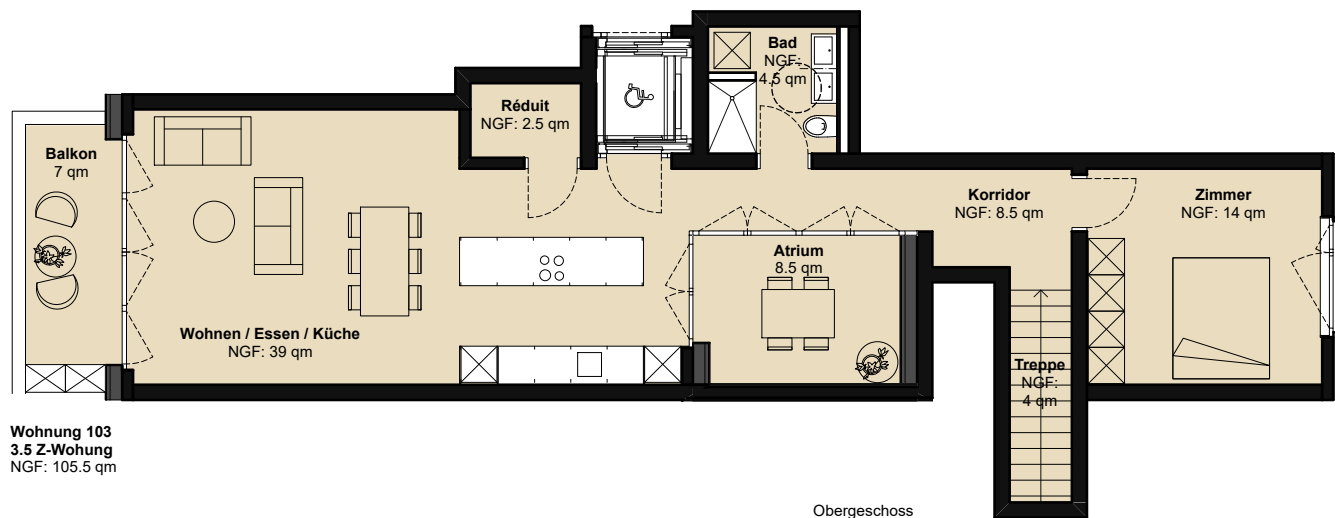 Bad
NGF:
4.5 qm
Réduit
NGF: 2.5 qm
Balkon
7 qm
Korridor
NGF: 8.5 qm
Zimmer
NGF: 14 qm
Atrium
8.5 qm
Wohnen / Essen / Küche
NGF: 39 qm
Treppe
NGF:
4 qm
Wohnung 103
3.5 Z-Wohung
NGF: 105.5 qm
Obergeschoss